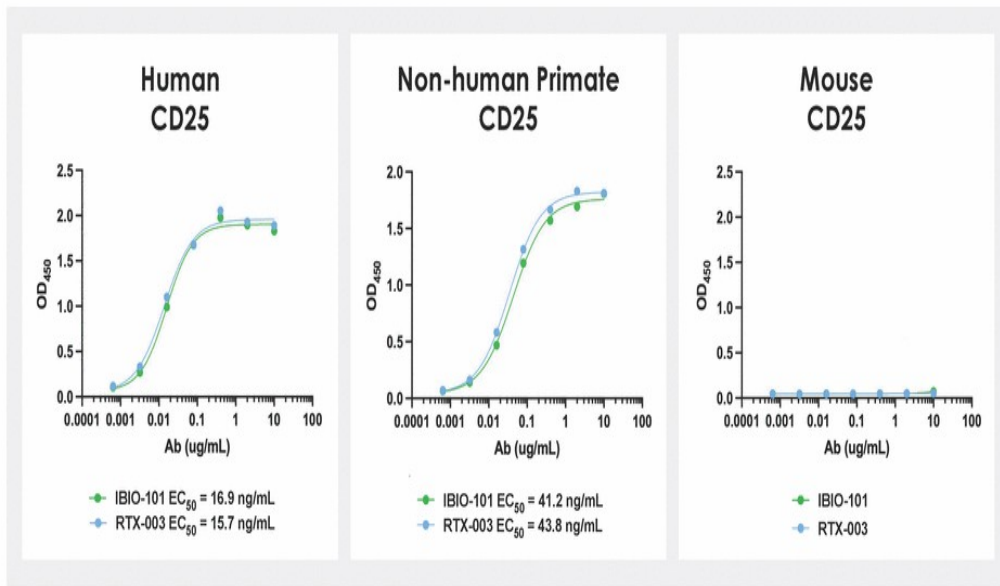 Human
CD25
2.5
2.0
1.5
1.0
0.5
0.0
OD450
0.0001 0.001 0.01 0.1 1 10 100
Ab (ug/mL)
IBIO-101 EC50 = 16.9 ng/mL
RTX-003 EC50 = 15.7 ng/mL
Non-human Primate
CD25
2.0
1.5
1.0
0.5
0.0
OD450
0.0001 0.001 0.01 0.1 1 10 100
Ab (ug/mL)
IBIO-101 EC50 = 41.2 ng/mL
RTX-003 EC50 = 43.8 ng/mL
Mouse
CD25
2.5
2.0
1.5
1.0
0.5
0.0
OD450
0.0001 0.001 0.01 0.1 1 10 100
Ab (ug/mL)
IBIO-101
RTX-003